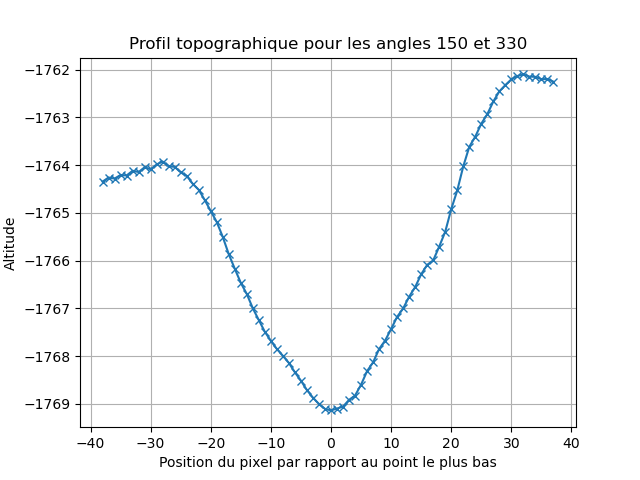 Profil topographique pour les angles 150 et 330
−1762
−1763
−1764
−1765
−1766
−1767
−1768
−1769
Altitude
−40 −30 −20 −10 0 10 20 30 40
Position du pixel par rapport au point le plus bas